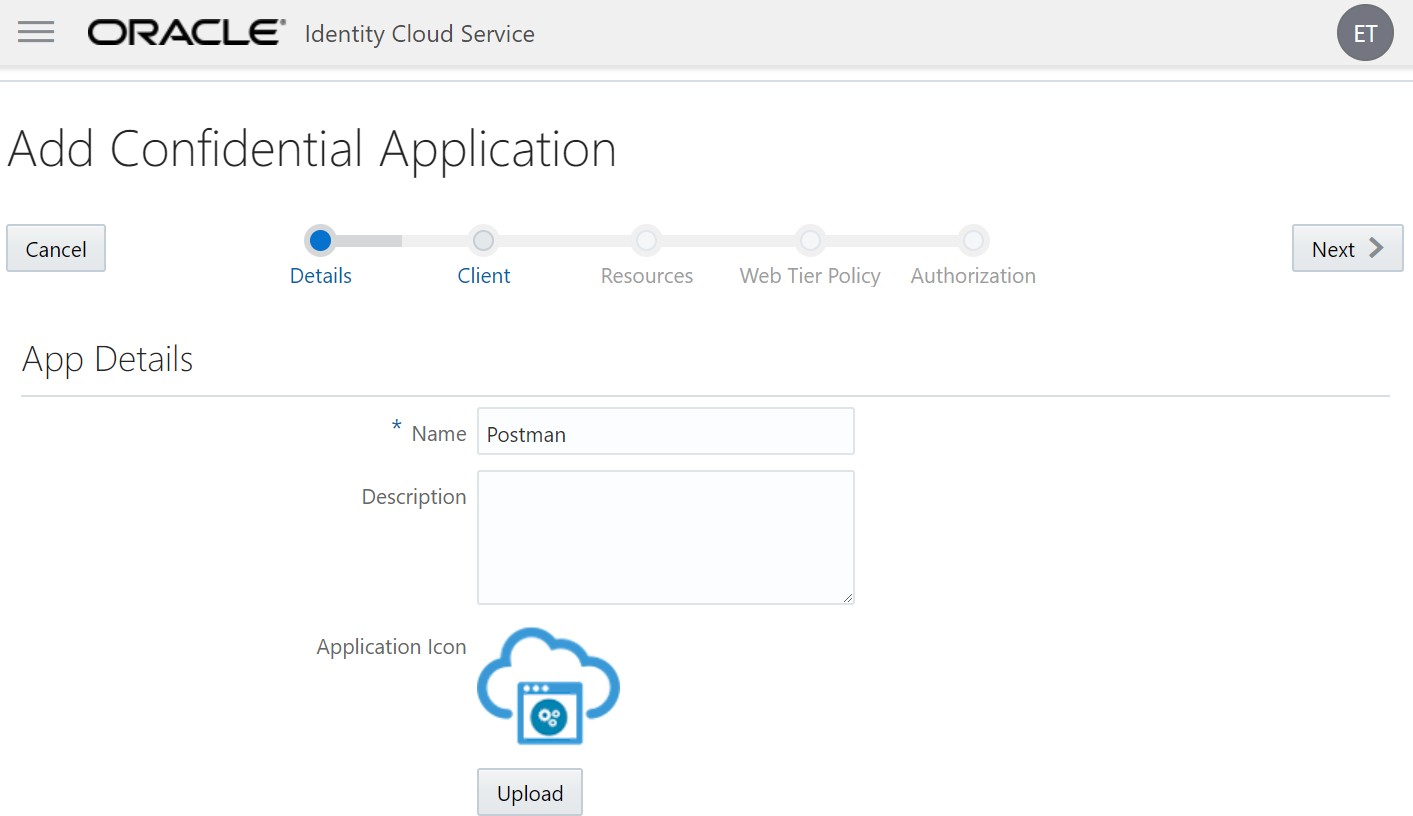 ORACLE® Identity Cloud Service ET
Add Confidential Application
Cancel
Details Client Resources Web Tier Policy Authorization
Next
App Details
* Name Postman
Description
Application Icon
Upload